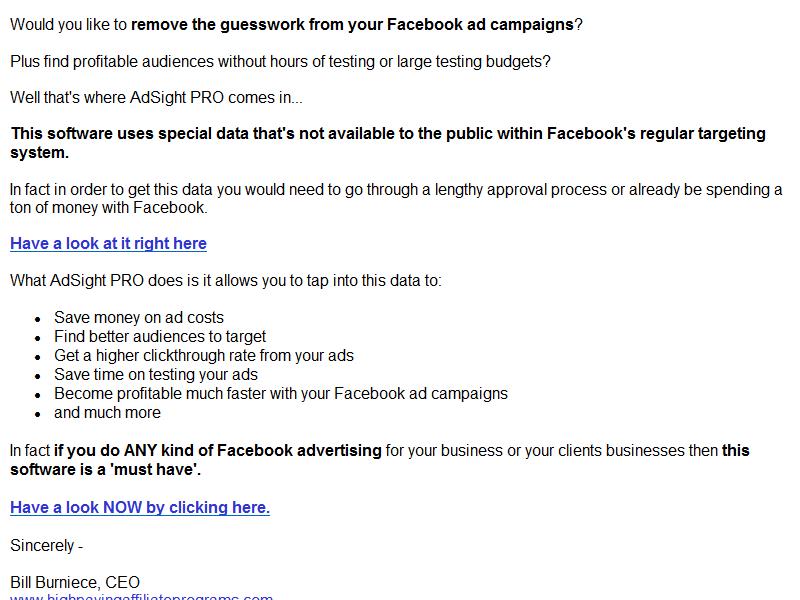 Would you like to remove the guesswork from your Facebook ad campaigns?
Plus find profitable audiences without hours of testing or large testing budgets?
Well that's where AdSight PRO comes in...
This software uses special data that's not available to the public within Facebook's regular targeting
system.
In fact in order to get this data you would need to go through a lengthy approval process or already be spending a
ton of money with Facebook.
Have a look at it right here
What AdSight PRO does is it allows you to tap into this data to:
• Save money on ad costs
• Find better audiences to target
• Get a higher clickthrough rate from your ads
• Save time on testing your ads
• Become profitable much faster with your Facebook ad campaigns
• and much more
In fact if you do ANY kind of Facebook advertising for your business or your clients businesses then this
software is a 'must have'.
Have a look NOW by clicking here.
Sincerely -
Bill Burniece, CEO
www.highpayingaffiliateprograms.com